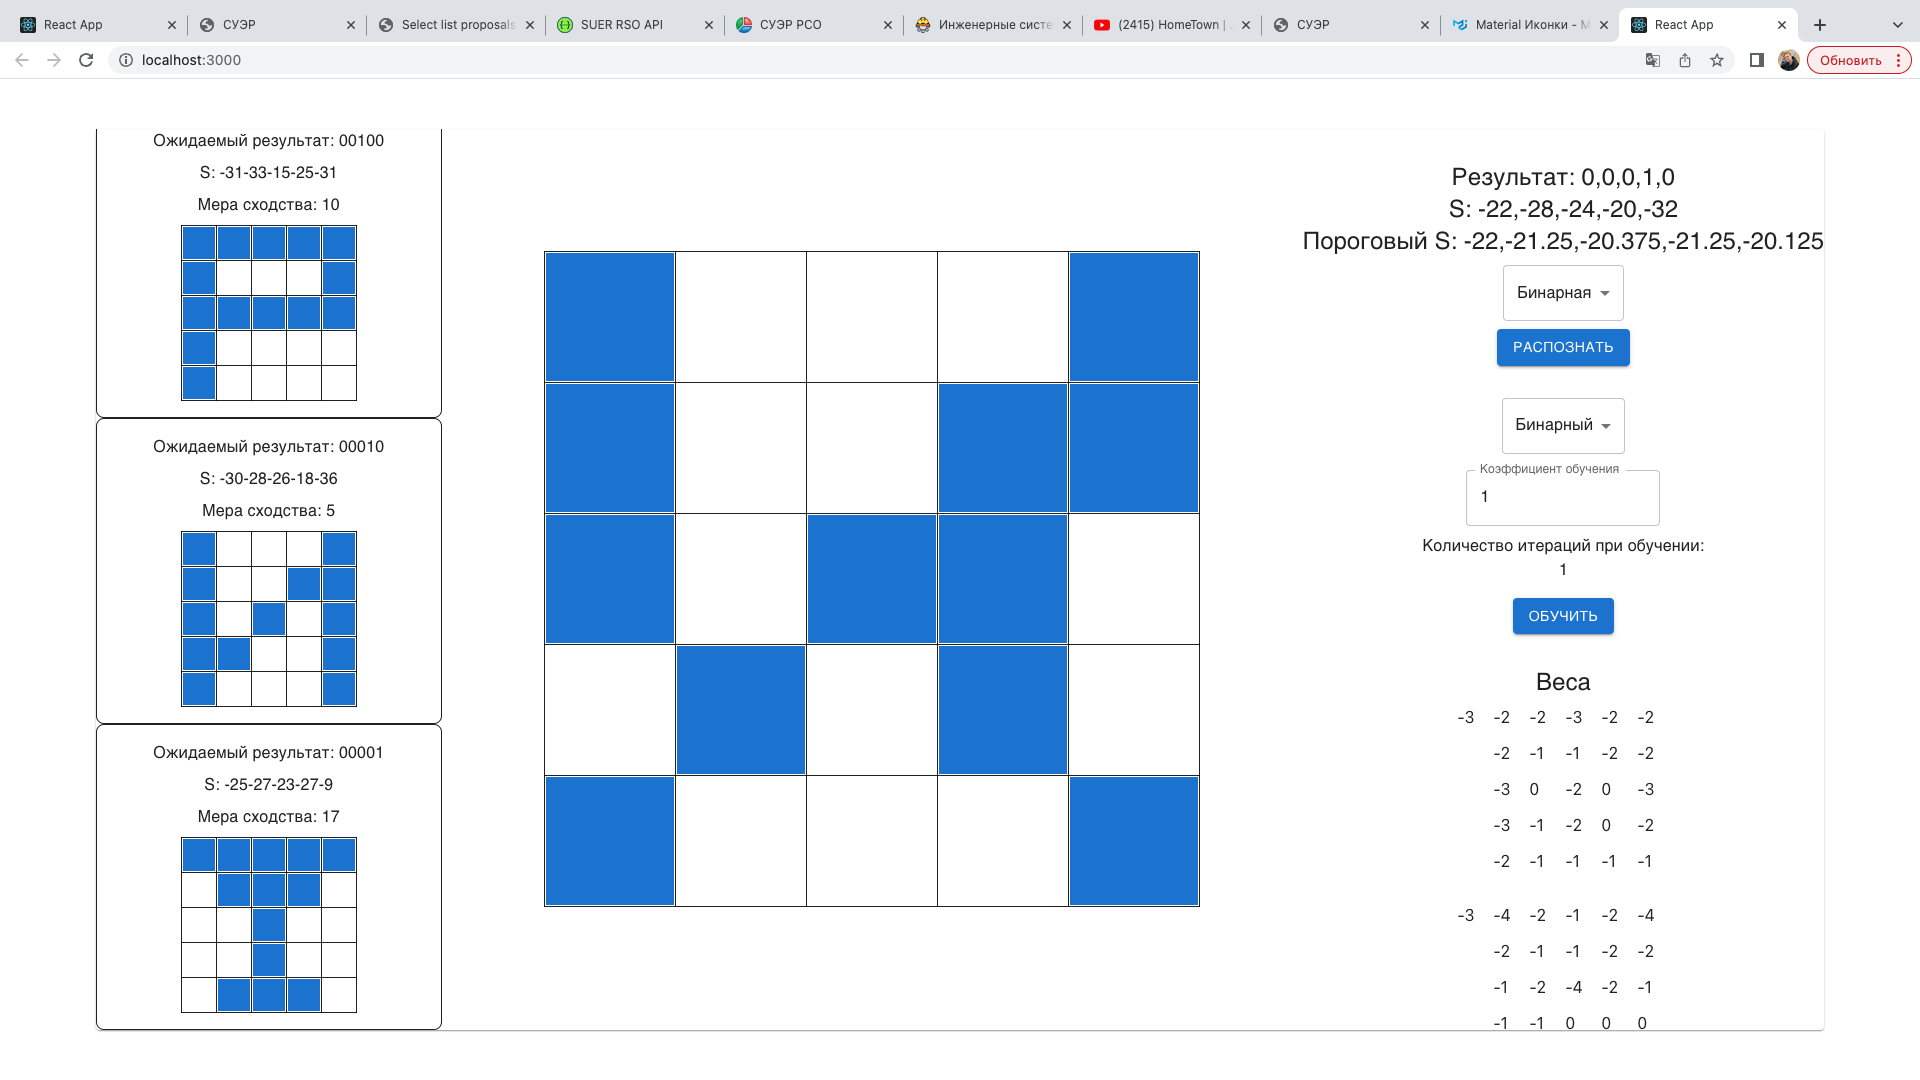 React App
СУЭР
Select list proposals
SUER RSO API
СУЭР РСО
Инженерные систе
(2415) HomeTown |
СУЭР
Material Иконки - M
React App
localhost:3000
Обновить
Ожидаемый результат: 00100
S: -31-33-15-25-31
Мера сходства: 10
Ожидаемый результат: 00010
S: -30-28-26-18-36
Мера сходства: 5
Ожидаемый результат: 00001
S: -25-27-23-27-9
Мера сходства: 17
Результат: 0,0,0,1,0
S: -22,-28,-24,-20,-32
Пороговый S: -22,-21.25,-20.375,-21.25,-20.125
Бинарная
РАСПОЗНАТЬ
Бинарный
Коэффициент обучения
1
Количество итераций при обучении:
1
ОБУЧИТЬ
Веса
-3 -2 -2 -3 -2 -2
-2 -1 -1 -2 -2
-3 0 -2 0 -3
-3 -1 -2 0 -2
-2 -1 -1 -1 -1
-3 -4 -2 -1 -2 -4
-2 -1 -1 -2 -2
-1 -2 -4 -2 -1
-1 -1 0 0 0